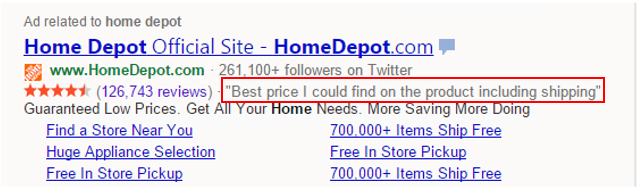 Ad related to home depot
Home Depot Official Site - HomeDepot.com
www.HomeDepot.com · 261,100+ followers on Twitter
(126,743 reviews) · "Best price I could find on the product including shipping"
Guaranteed Low Prices. Get All Your Home Needs. More Saving More Doing
Find a Store Near You 700,000+ Items Ship Free
Huge Appliance Selection Free In Store Pickup
Free In Store Pickup 700,000+ Items Ship Free